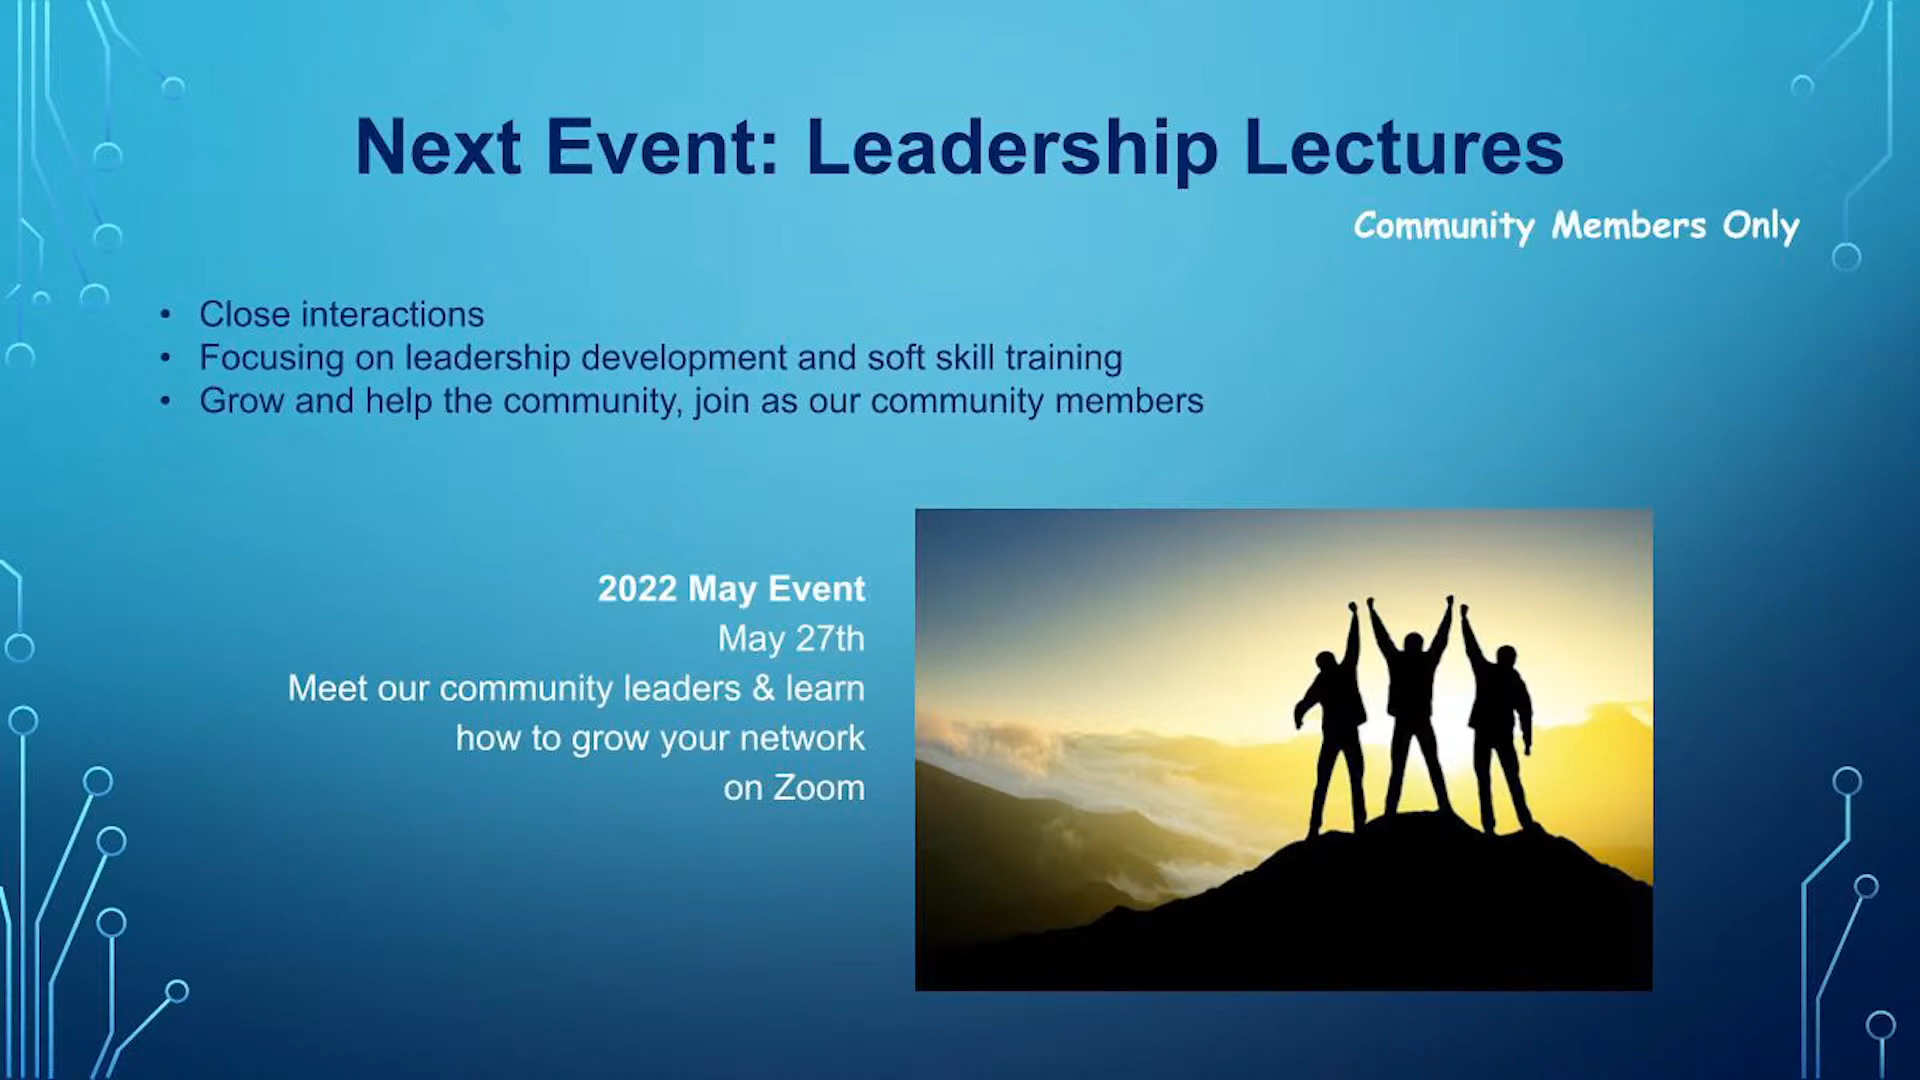 Next Event: Leadership Lectures
Community Members Only
• Close interactions
• Focusing on leadership development and soft skill training
• Grow and help the community, join as our community members
2022 May Event
May 27th
Meet our community leaders & learn
how to grow your network
on Zoom